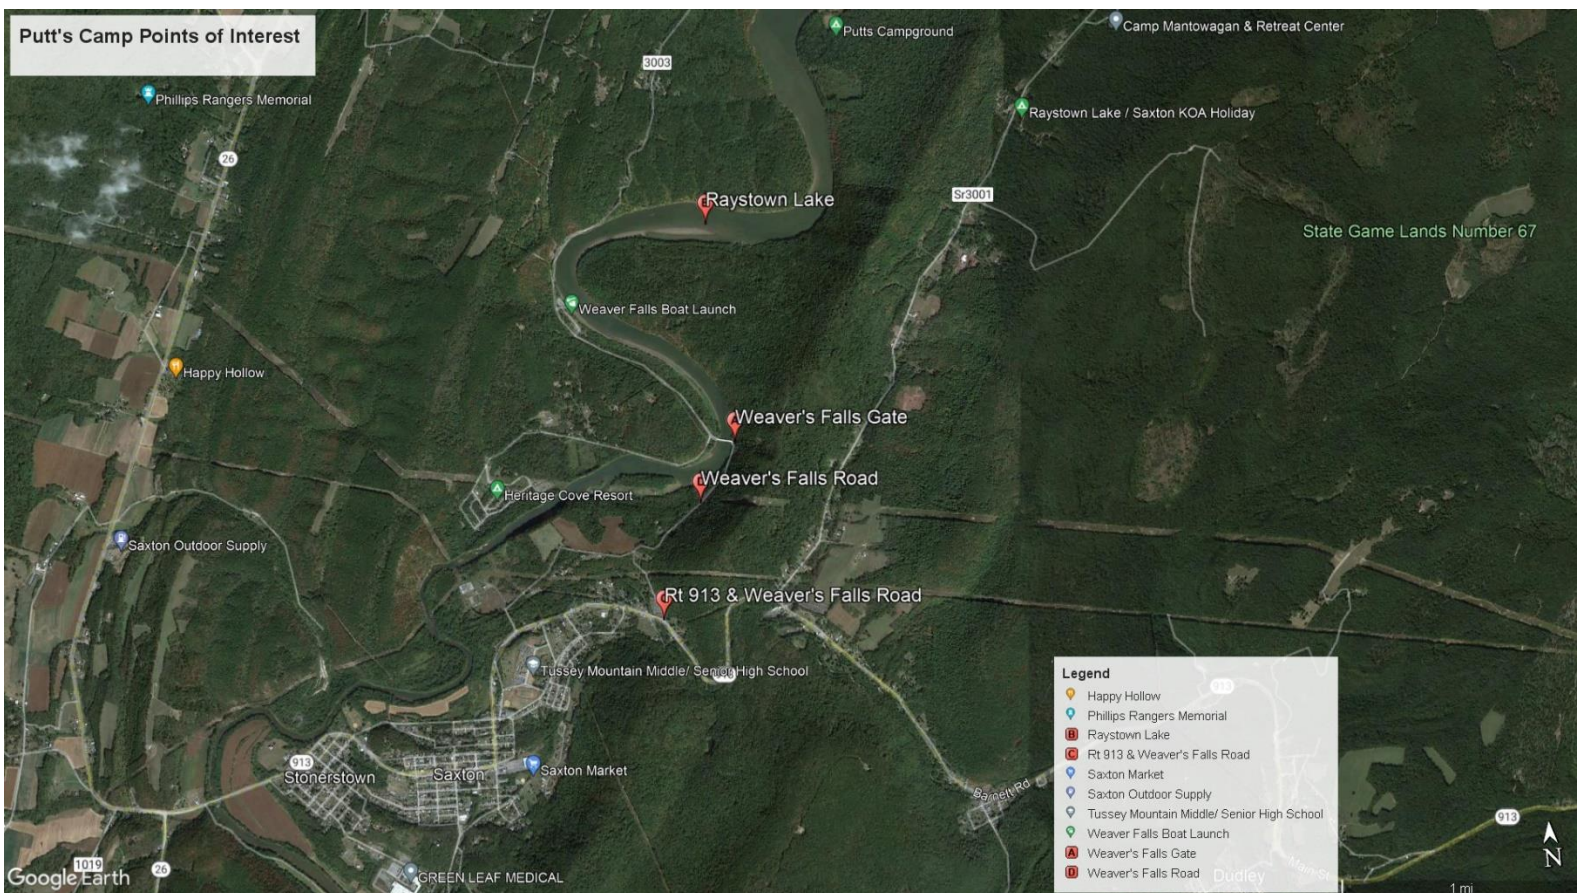 Putt's Camp Points of Interest
Putts Campground
Camp Mantowagan & Retreat Center
3003
Phillips Rangers Memorial
Raystown Lake / Saxton KOA Holiday
26
Sr3001
Raystown Lake
State Game Lands Number 67
Weaver Falls Boat Launch
Happy Hollow
A
Weaver's Falls Gate
Weaver's Falls Road
Heritage Cove Resort
Saxton Outdoor Supply
C
Rt 913 & Weaver's Falls Road
Tussey Mountain Middle/ Senior High School
913
Stonerstown
Saxton
Saxton Market
Barnett Rd
913
913
Main St
Dudley
1019
26
GREEN LEAF MEDICAL
Google Earth
N
1 mi
Legend
Happy Hollow
Phillips Rangers Memorial
B Raystown Lake
C Rt 913 & Weaver's Falls Road
Saxton Market
Saxton Outdoor Supply
Tussey Mountain Middle/ Senior High School
Weaver Falls Boat Launch
A Weaver's Falls Gate
D Weaver's Falls Road